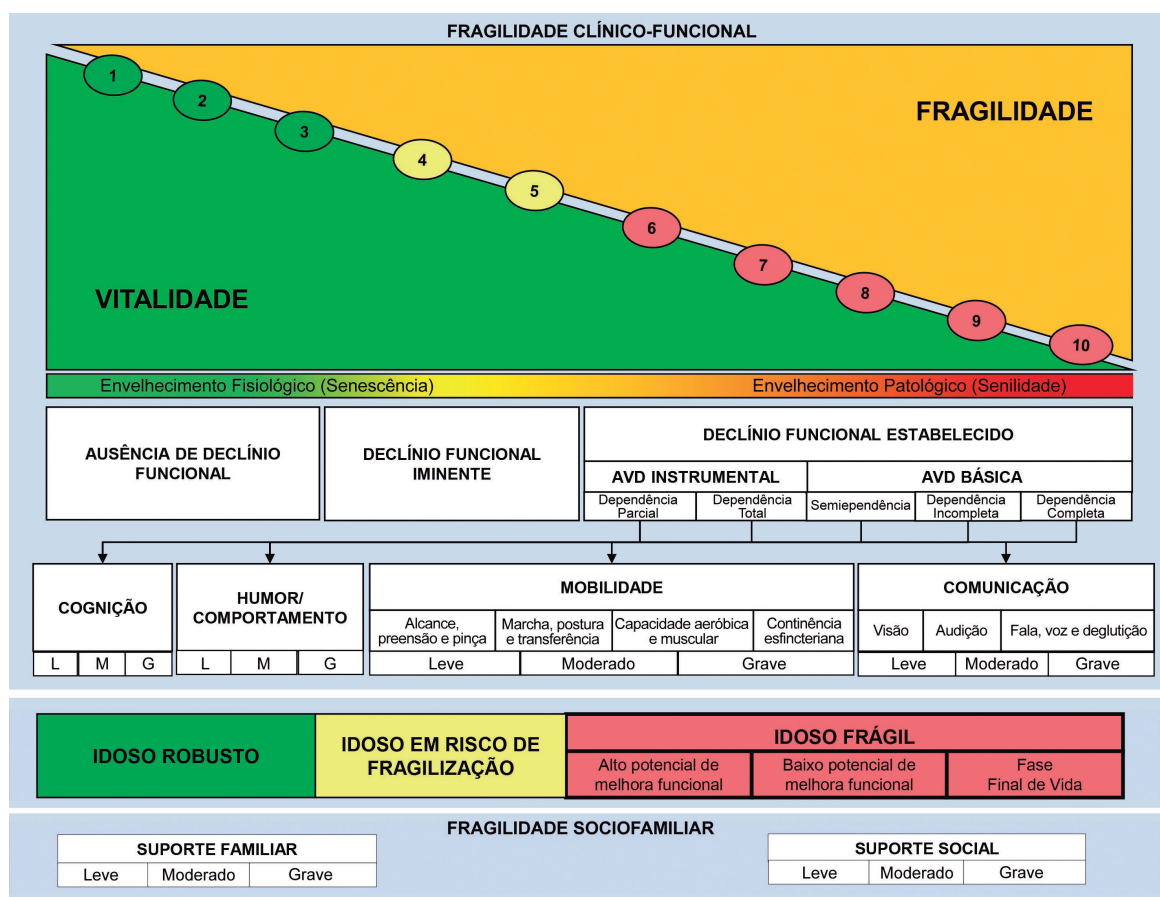 FRAGILIDADE CLÍNICO-FUNCIONAL
1
2
3
4
5
6
7
8
9
10
FRAGILIDADE
VITALIDADE
Envelhecimento Fisiológico (Senescência)
Envelhecimento Patológico (Senilidade)
AUSÊNCIA DE DECLÍNIO
FUNCIONAL
DECLÍNIO FUNCIONAL
IMINENTE
DECLÍNIO FUNCIONAL ESTABELECIDO
AVD INSTRUMENTAL
AVD BÁSICA
Dependência
Parcial
Dependência
Total
Semiependência
Dependência
Incompleta
Dependência
Completa
COGNIÇÃO
L M G
HUMOR/
COMPORTAMENTO
L M G
MOBILIDADE
Alcance,
preensão e pinça
Marcha, postura
e transferência
Capacidade aeróbica
e muscular
Continência
esfincteriana
Leve Moderado Grave
COMUNICAÇÃO
Visão Audição Fala, voz e deglutição
Leve Moderado Grave
IDOSO ROBUSTO
IDOSO EM RISCO DE
FRAGILIZAÇÃO
IDOSO FRÁGIL
Alto potencial de
melhora funcional
Baixo potencial de
melhora funcional
Fase
Final de Vida
FRAGILIDADE SOCIOFAMILIAR
SUPORTE FAMILIAR
Leve Moderado Grave
SUPORTE SOCIAL
Leve Moderado Grave